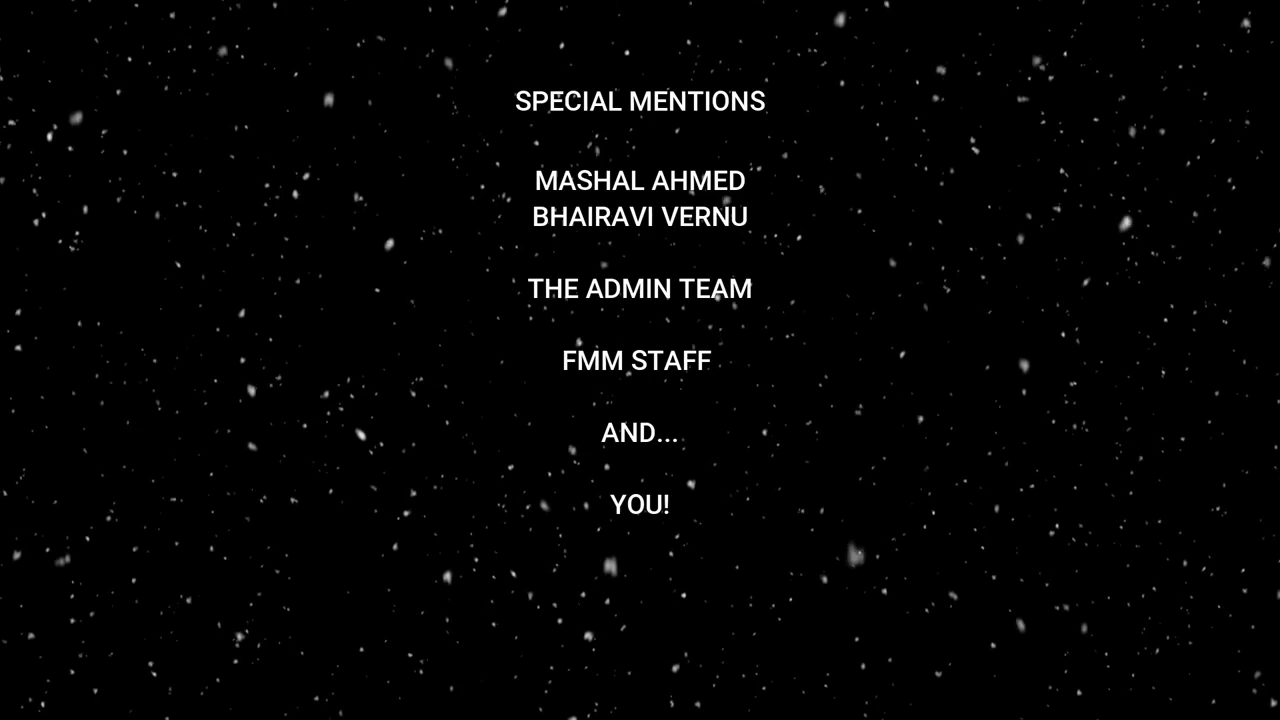 SPECIAL MENTIONS
MASHAL AHMED
BHAIRAVI VERNU
THE ADMIN TEAM
FMM STAFF
AND...
YOU!